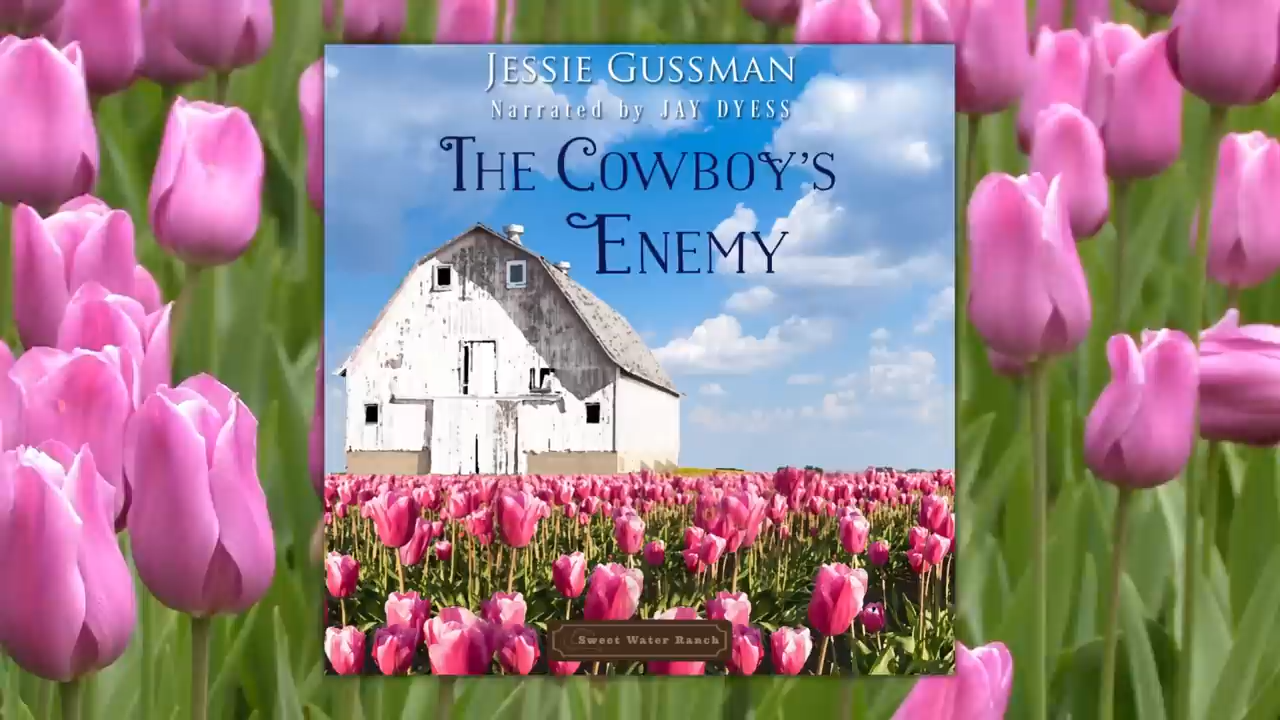 JESSIE GUSSMAN
Narrated by JAY DYESS
THE COWBOY'S
ENEMY
Sweet Water Ranch